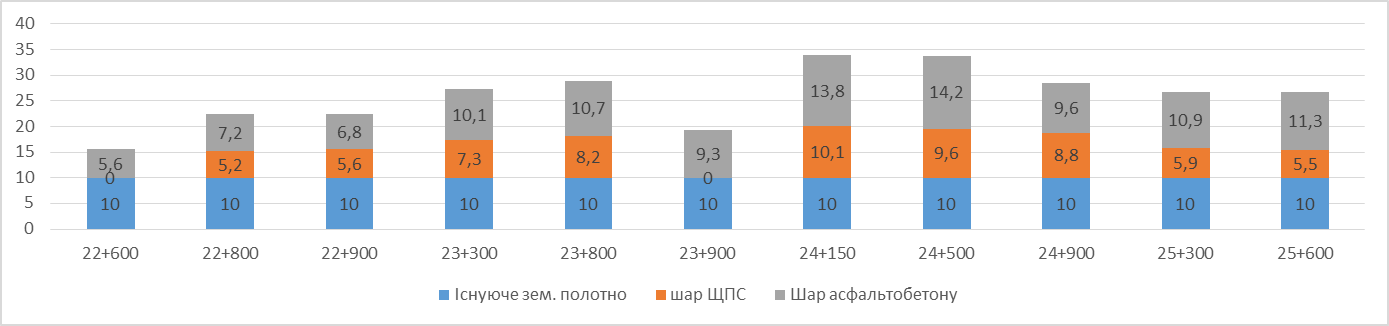 40
35
30
25
20
15
10
5
0
5,6 7,2 6,8 10,1 10,7 9,3 13,8 14,2 9,6 10,9 11,3
0 5,2 5,6 7,3 8,2 0 10,1 9,6 8,8 5,9 5,5
10 10 10 10 10 10 10 10 10 10 10
22+600 22+800 22+900 23+300 23+800 23+900 24+150 24+500 24+900 25+300 25+600
Існуюче зем. полотно шар ЩПС Шар асфальтобетону